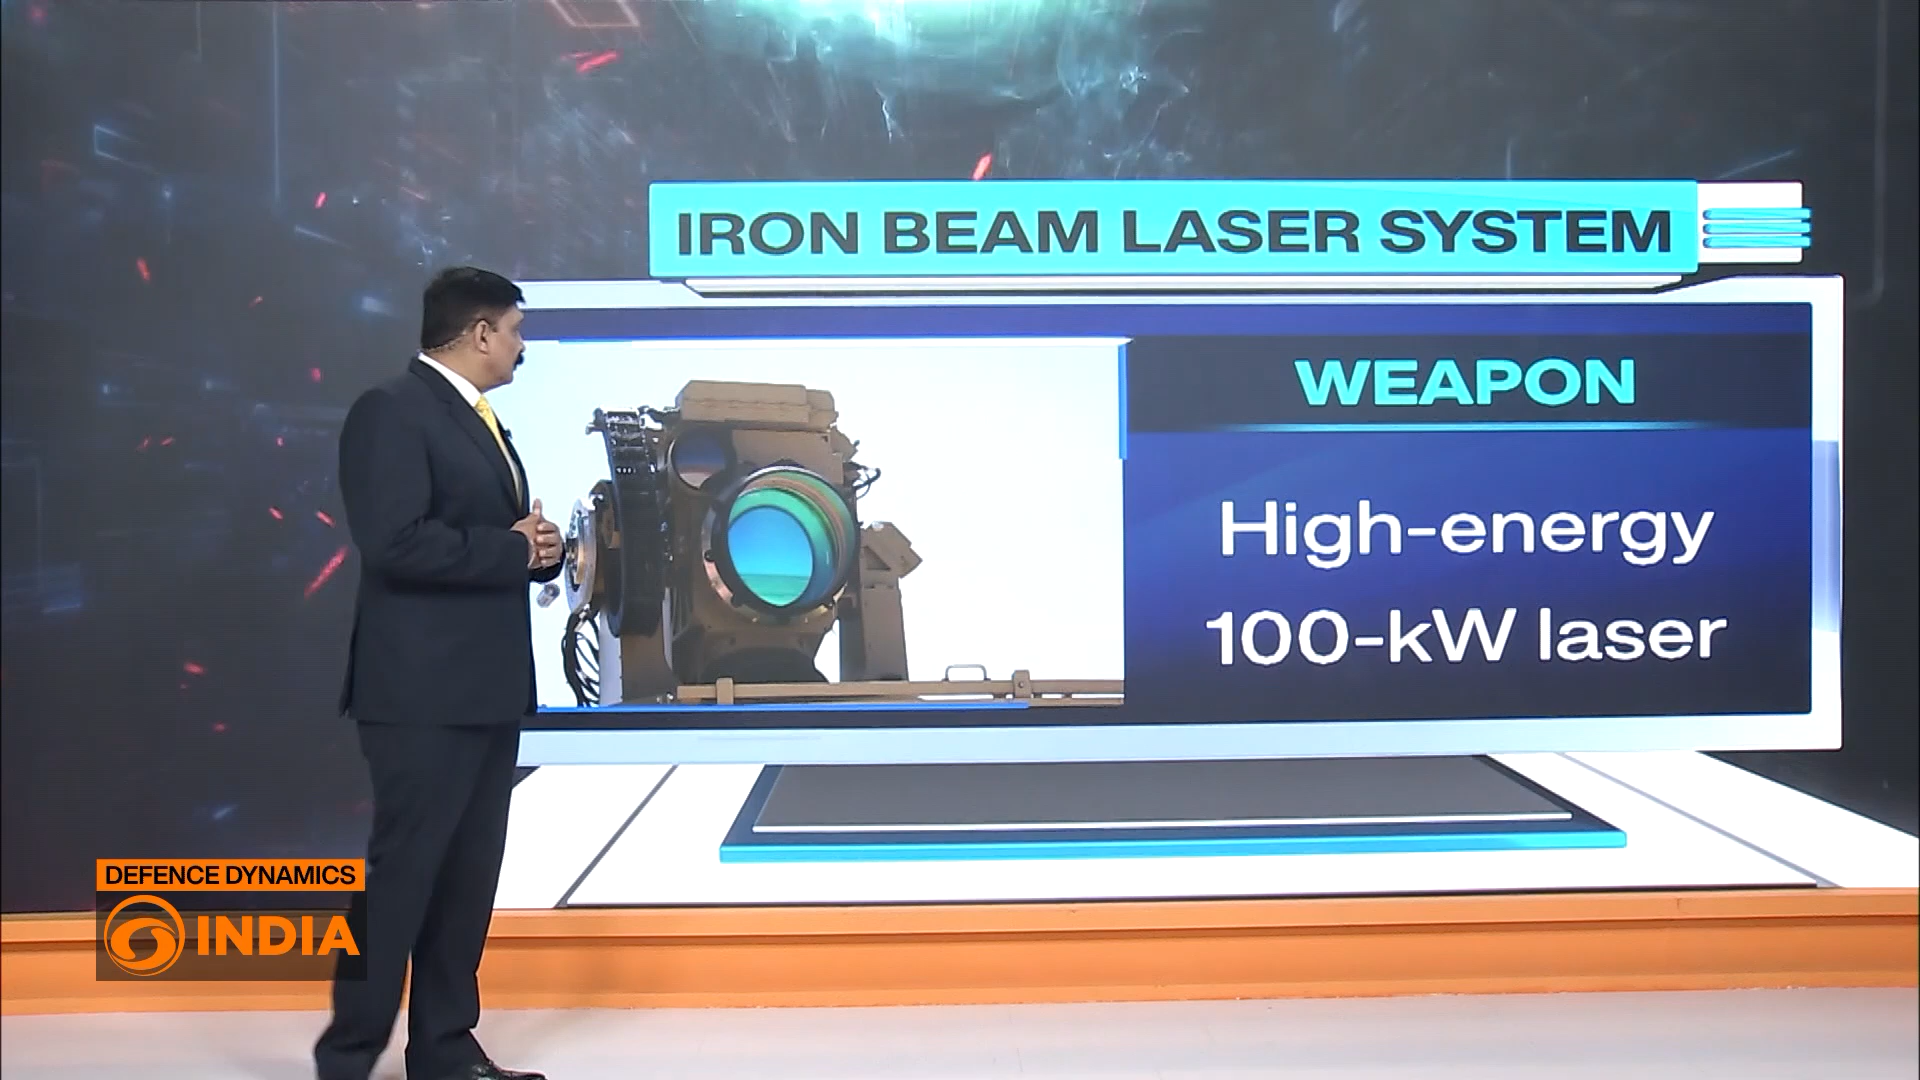 IRON BEAM LASER SYSTEM
WEAPON
High-energy
100-kW laser
DEFENCE DYNAMICS
INDIA